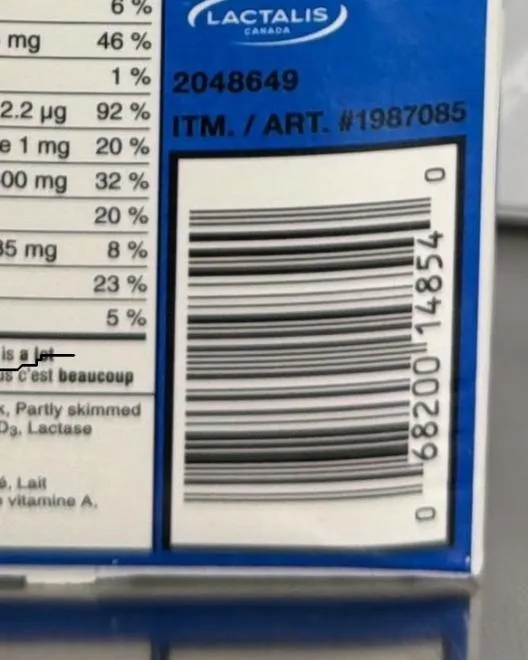 LACTALIS
CANADA
2048649
ITM. / ART. #1987085
6 %
mg 46 %
1 %
2.2 µg 92 %
e 1 mg 20 %
00 mg 32 %
20 %
35 mg 8 %
23 %
5 %
is a lot
us c'est beaucoup
Partly skimmed
D3, Lactase
Lait
vitamine A,
0 68200 14854 0